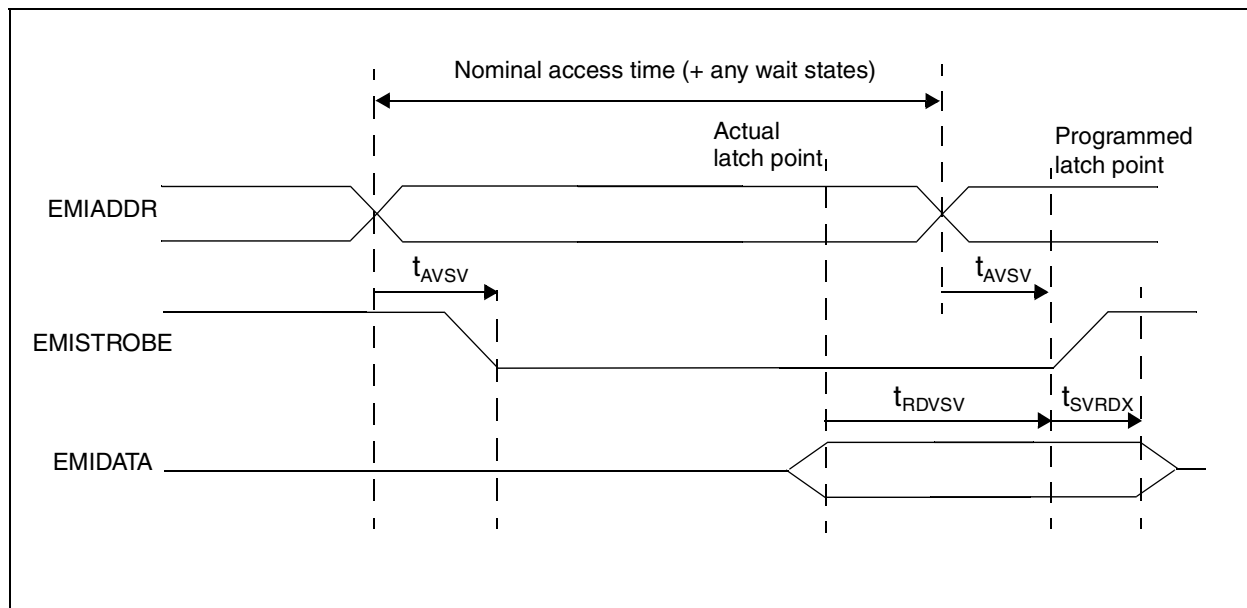 Nominal access time (+ any wait states)
Actual
latch point
Programmed
latch point
EMIADDR
tAVSV
tAVSV
EMISTROBE
tRDVSV
tSVRDX
EMIDATA